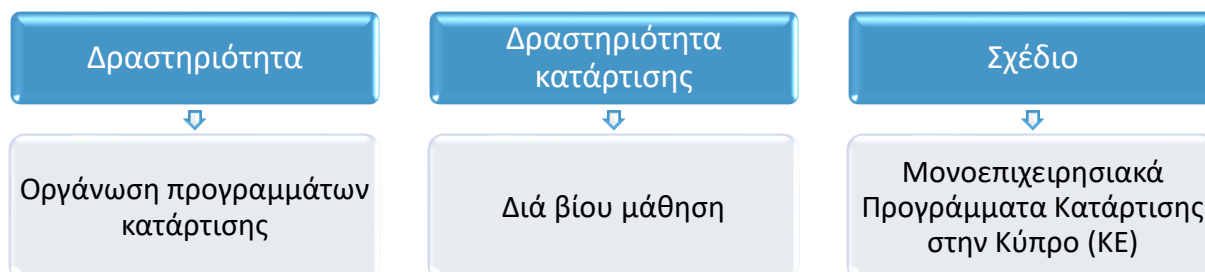 Δραστηριότητα
Οργάνωση προγραμμάτων
κατάρτισης
Δραστηριότητα
κατάρτισης
Διά βίου μάθηση
Σχέδιο
Μονοεπιχειρησιακά
Προγράμματα Κατάρτισης
στην Κύπρο (ΚΕ)